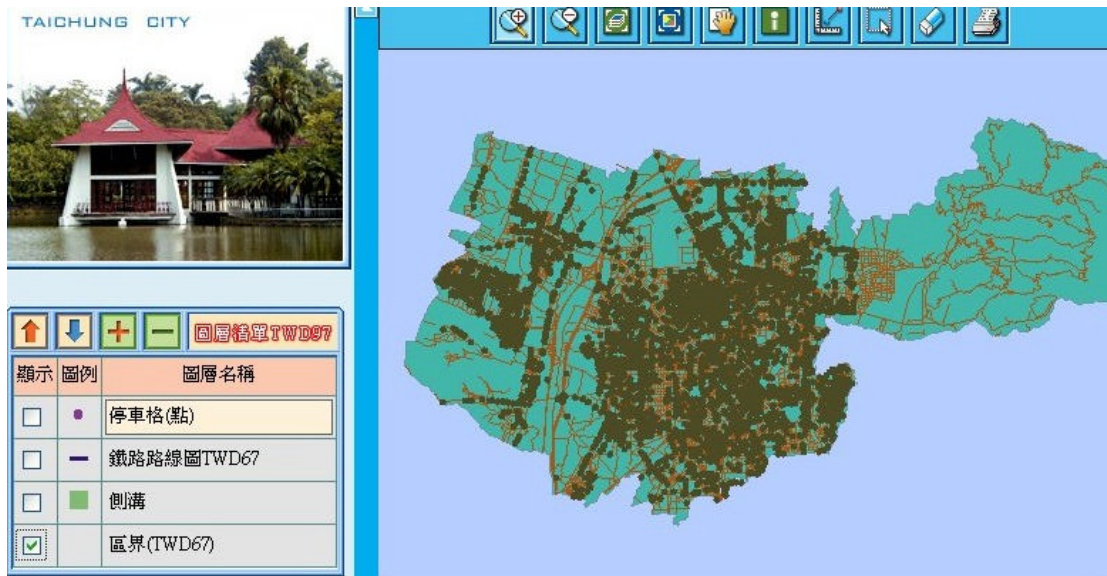 TAICHUNG CITY
圖層清單TWD97
顯示 圖例 圖層名稱
停車格(點)
鐵路路線圖TWD67
側溝
區界(TWD67)